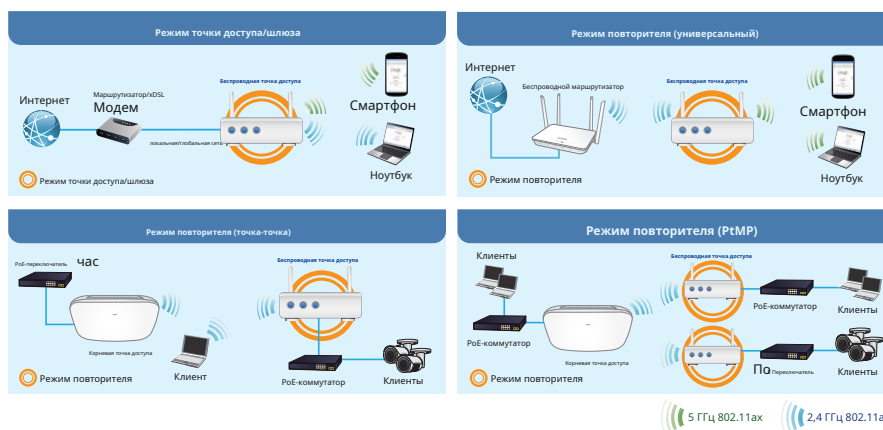 Режим точки доступа/шлюза
Беспроводная точка доступа
Интернет
Маршрутизатор/xDSL
Модем
Смартфон
локальная/глобальная сеть
Ноутбук
Режим точки доступа/шлюза
Режим повторителя (универсальный)
Интернет
Беспроводной маршрутизатор
Беспроводная точка доступа
Смартфон
Ноутбук
Режим повторителя
Режим повторителя (точка-точка)
PoE-переключатель час
Беспроводная точка доступа
Корневая точка доступа
Клиент
PoE-коммутатор
Клиенты
Режим повторителя
Режим повторителя (PtMP)
Клиенты
Беспроводная точка доступа
PoE-коммутатор
Клиенты
PoE-коммутатор
Корневая точка доступа
По Переключатель
Клиенты
Режим повторителя
5 ГГц 802.11ax
2,4 ГГц 802.11a